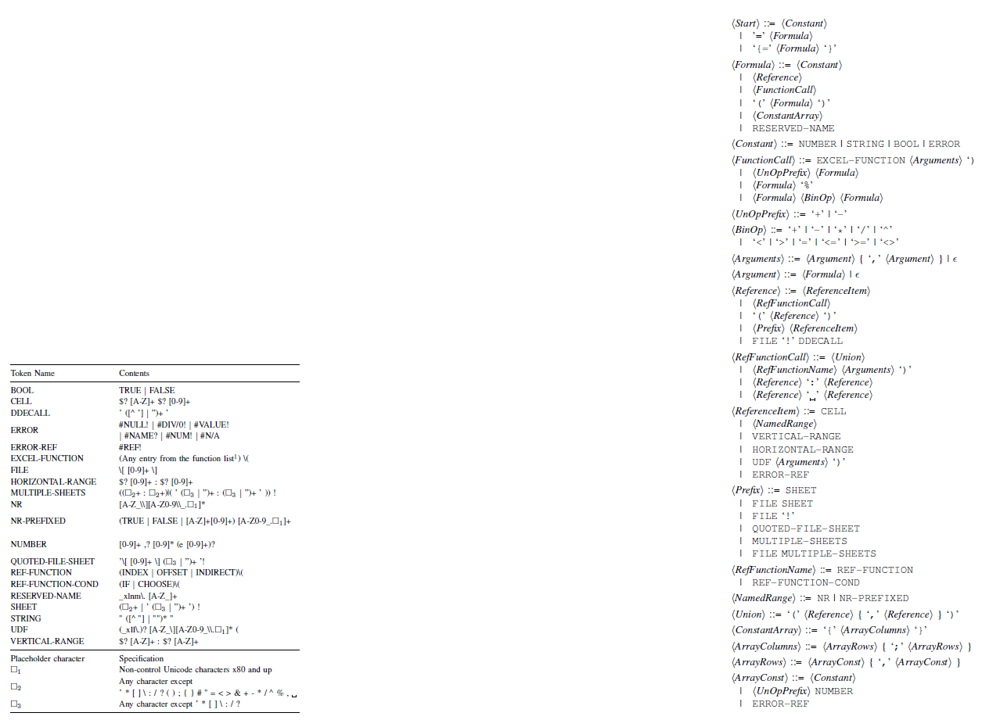 Token Name Contents
BOOL TRUE | FALSE
CELL $? [A-Z]+ $? [0-9]+
DDECALL ’ ([^ ’] | ”)+ ’
ERROR #NULL! | #DIV/0! | #VALUE!
| #NAME? | #NUM! | #N/A
ERROR-REF #REF!
EXCEL-FUNCTION (Any entry from the function list¹) \(
FILE \[ [0-9]+ \]
HORIZONTAL-RANGE $? [0-9]+ : $? [0-9]+
MULTIPLE-SHEETS ((□₂+ : □₂+)|( ’ (□₃ | ”)+ : (□₃ | ”)+ ’ )) !
NR [A-Z_\\][A-Z0-9\\_.□₁]*
NR-PREFIXED (TRUE | FALSE | [A-Z]+[0-9]+) [A-Z0-9_.□₁]+
NUMBER [0-9]+ ,? [0-9]* (e [0-9]+)?
QUOTED-FILE-SHEET ’\[ [0-9]+ \] (□₃ | ”)+ ’!
REF-FUNCTION (INDEX | OFFSET | INDIRECT)\(
REF-FUNCTION-COND (IF | CHOOSE)\(
RESERVED-NAME _xlnm\. [A-Z_]+
SHEET (□₂+ | ’ (□₃ | ”)+ ’) !
STRING " ([^ "] | "")* "
UDF (_xll\.)? [A-Z_\][A-Z0-9_\\.□₁]* (
VERTICAL-RANGE $? [A-Z]+ : $? [A-Z]+
Placeholder character Specification
□₁ Non-control Unicode characters x80 and up
□₂ Any character except
’ * [ ] \ : / ? ( ) ; { } # " = < > & + - * / ^ % , ␣
□₃ Any character except ’ * [ ] \ : / ?
⟨Start⟩ ::= ⟨Constant⟩
| ’=’ ⟨Formula⟩
| ‘{=’ ⟨Formula⟩ ‘}’
⟨Formula⟩ ::= ⟨Constant⟩
| ⟨Reference⟩
| ⟨FunctionCall⟩
| ‘(’ ⟨Formula⟩ ‘)’
| ⟨ConstantArray⟩
| RESERVED-NAME
⟨Constant⟩ ::= NUMBER | STRING | BOOL | ERROR
⟨FunctionCall⟩ ::= EXCEL-FUNCTION ⟨Arguments⟩ ‘)
| ⟨UnOpPrefix⟩ ⟨Formula⟩
| ⟨Formula⟩ ‘%’
| ⟨Formula⟩ ⟨BinOp⟩ ⟨Formula⟩
⟨UnOpPrefix⟩ ::= ‘+’ | ‘-’
⟨BinOp⟩ ::= ‘+’ | ‘-’ | ‘*’ | ‘/’ | ‘^’
| ‘<’ | ‘>’ | ‘=’ | ‘<=’ | ‘>=’ | ‘<>’
⟨Arguments⟩ ::= ⟨Argument⟩ { ‘,’ ⟨Argument⟩ } | ϵ
⟨Argument⟩ ::= ⟨Formula⟩ | ϵ
⟨Reference⟩ ::= ⟨ReferenceItem⟩
| ⟨RefFunctionCall⟩
| ‘(’ ⟨Reference⟩ ‘)’
| ⟨Prefix⟩ ⟨ReferenceItem⟩
| FILE ‘!’ DDECALL
⟨RefFunctionCall⟩ ::= ⟨Union⟩
| ⟨RefFunctionName⟩ ⟨Arguments⟩ ‘)’
| ⟨Reference⟩ ‘:’ ⟨Reference⟩
| ⟨Reference⟩ ‘␣’ ⟨Reference⟩
⟨ReferenceItem⟩ ::= CELL
| ⟨NamedRange⟩
| VERTICAL-RANGE
| HORIZONTAL-RANGE
| UDF ⟨Arguments⟩ ‘)’
| ERROR-REF
⟨Prefix⟩ ::= SHEET
| FILE SHEET
| FILE ‘!’
| QUOTED-FILE-SHEET
| MULTIPLE-SHEETS
| FILE MULTIPLE-SHEETS
⟨RefFunctionName⟩ ::= REF-FUNCTION
| REF-FUNCTION-COND
⟨NamedRange⟩ ::= NR | NR-PREFIXED
⟨Union⟩ ::= ‘(’ ⟨Reference⟩ { ‘,’ ⟨Reference⟩ } ‘)’
⟨ConstantArray⟩ ::= ‘{’ ⟨ArrayColumns⟩ ‘}’
⟨ArrayColumns⟩ ::= ⟨ArrayRows⟩ { ‘;’ ⟨ArrayRows⟩ }
⟨ArrayRows⟩ ::= ⟨ArrayConst⟩ { ‘,’ ⟨ArrayConst⟩ }
⟨ArrayConst⟩ ::= ⟨Constant⟩
| ⟨UnOpPrefix⟩ NUMBER
| ERROR-REF